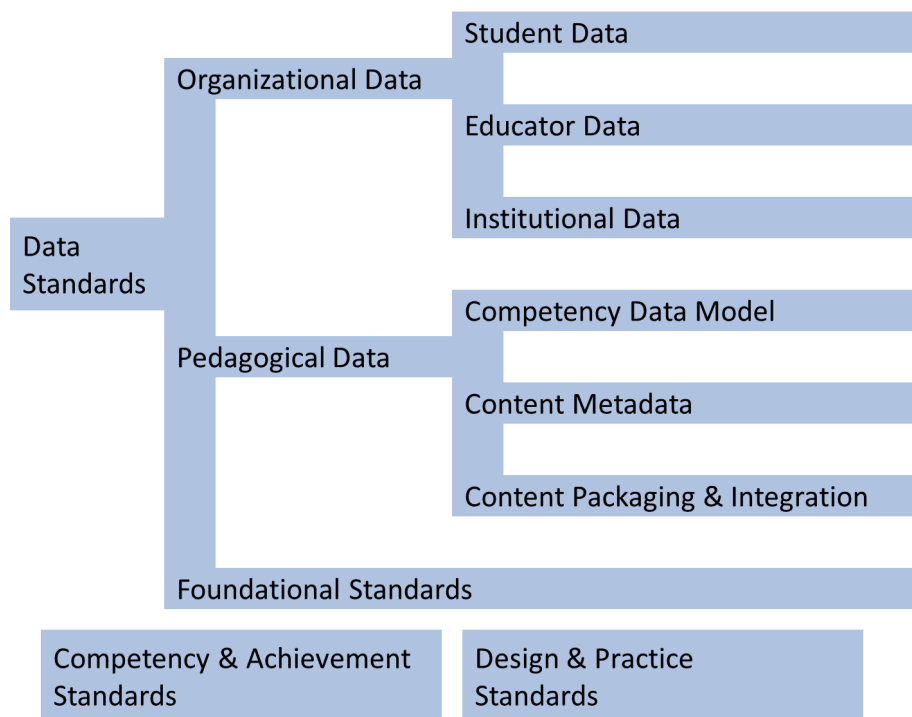 Student Data
Organizational Data
Educator Data
Institutional Data
Data
Standards
Competency Data Model
Pedagogical Data
Content Metadata
Content Packaging & Integration
Foundational Standards
Competency & Achievement
Standards
Design & Practice
Standards